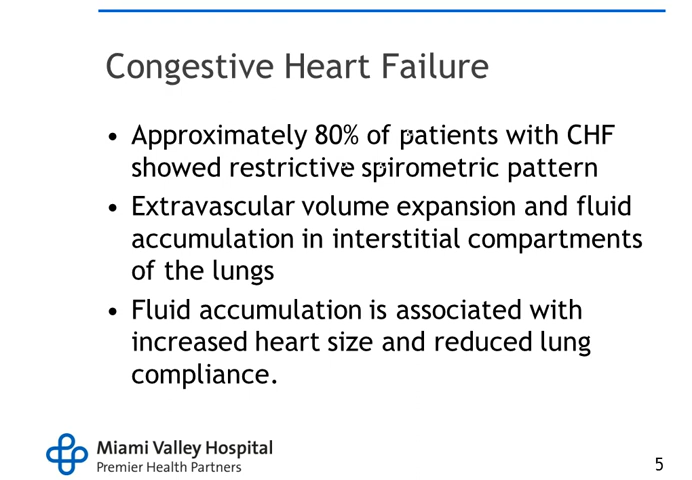 Congestive Heart Failure
• Approximately 80% of patients with CHF
showed restrictive spirometric pattern
• Extravascular volume expansion and fluid
accumulation in interstitial compartments
of the lungs
• Fluid accumulation is associated with
increased heart size and reduced lung
compliance.
Miami Valley Hospital
Premier Health Partners
5